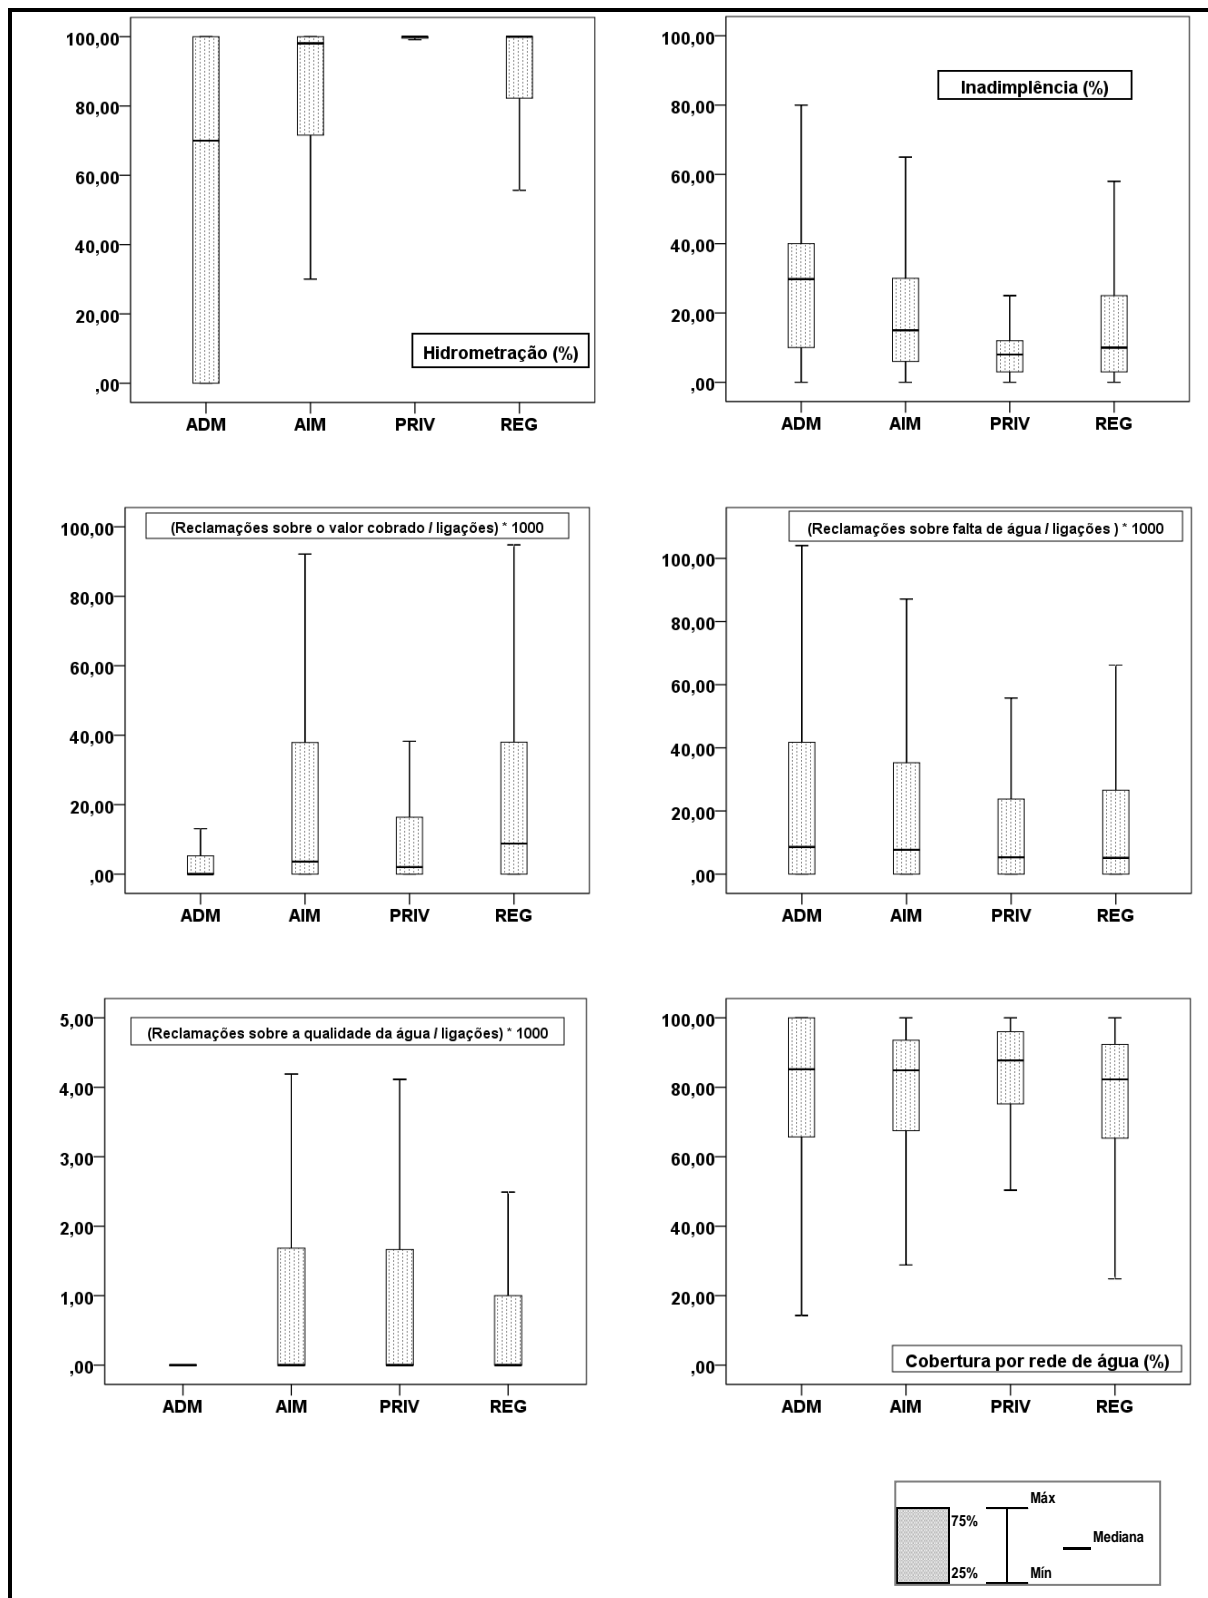 100,00
80,00
60,00
40,00
20,00
,00
Hidrometração (%)
ADM AIM PRIV REG
100,00
80,00
60,00
40,00
20,00
,00
Inadimplência (%)
ADM AIM PRIV REG
(Reclamações sobre o valor cobrado / ligações) * 1000
100,00
80,00
60,00
40,00
20,00
,00
ADM AIM PRIV REG
(Reclamações sobre falta de água / ligações ) * 1000
100,00
80,00
60,00
40,00
20,00
,00
ADM AIM PRIV REG
5,00
(Reclamações sobre a qualidade da água / ligações) * 1000
4,00
3,00
2,00
1,00
,00
ADM AIM PRIV REG
100,00
80,00
60,00
40,00
20,00
,00
Cobertura por rede de água (%)
ADM AIM PRIV REG
Máx
75%
Mediana
25%
Mín